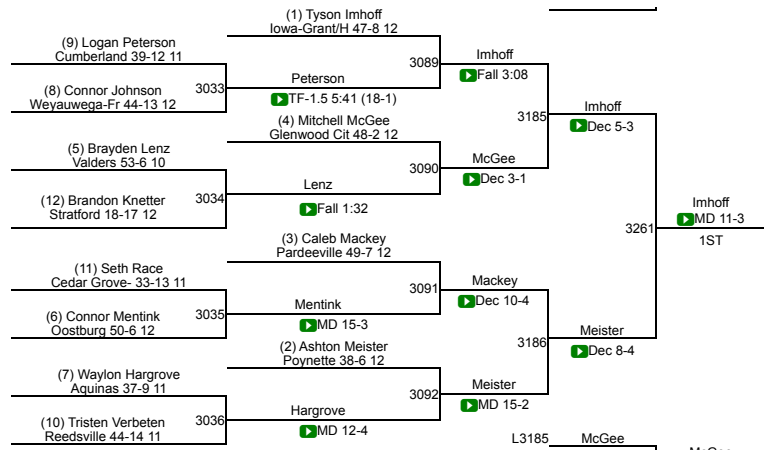 (1) Tyson Imhoff
Iowa-Grant/H 47-8 12
(9) Logan Peterson
Cumberland 39-12 11
3033
(8) Connor Johnson
Weyauwega-Fr 44-13 12
Peterson
TF-1.5 5:41 (18-1)
3089
Imhoff
Fall 3:08
(4) Mitchell McGee
Glenwood Cit 48-2 12
(5) Brayden Lenz
Valders 53-6 10
3034
(12) Brandon Knetter
Stratford 18-17 12
Lenz
Fall 1:32
3090
McGee
Dec 3-1
3185
Imhoff
Dec 5-3
(3) Caleb Mackey
Pardeeville 49-7 12
(11) Seth Race
Cedar Grove- 33-13 11
3035
(6) Connor Mentink
Oostburg 50-6 12
Mentink
MD 15-3
3091
Mackey
Dec 10-4
(2) Ashton Meister
Poynette 38-6 12
(7) Waylon Hargrove
Aquinas 37-9 11
3036
(10) Tristen Verbeten
Reedsville 44-14 11
Hargrove
MD 12-4
3092
Meister
MD 15-2
3186
Meister
Dec 8-4
3261
Imhoff
MD 11-3
1ST
L3185
McGee
McGee